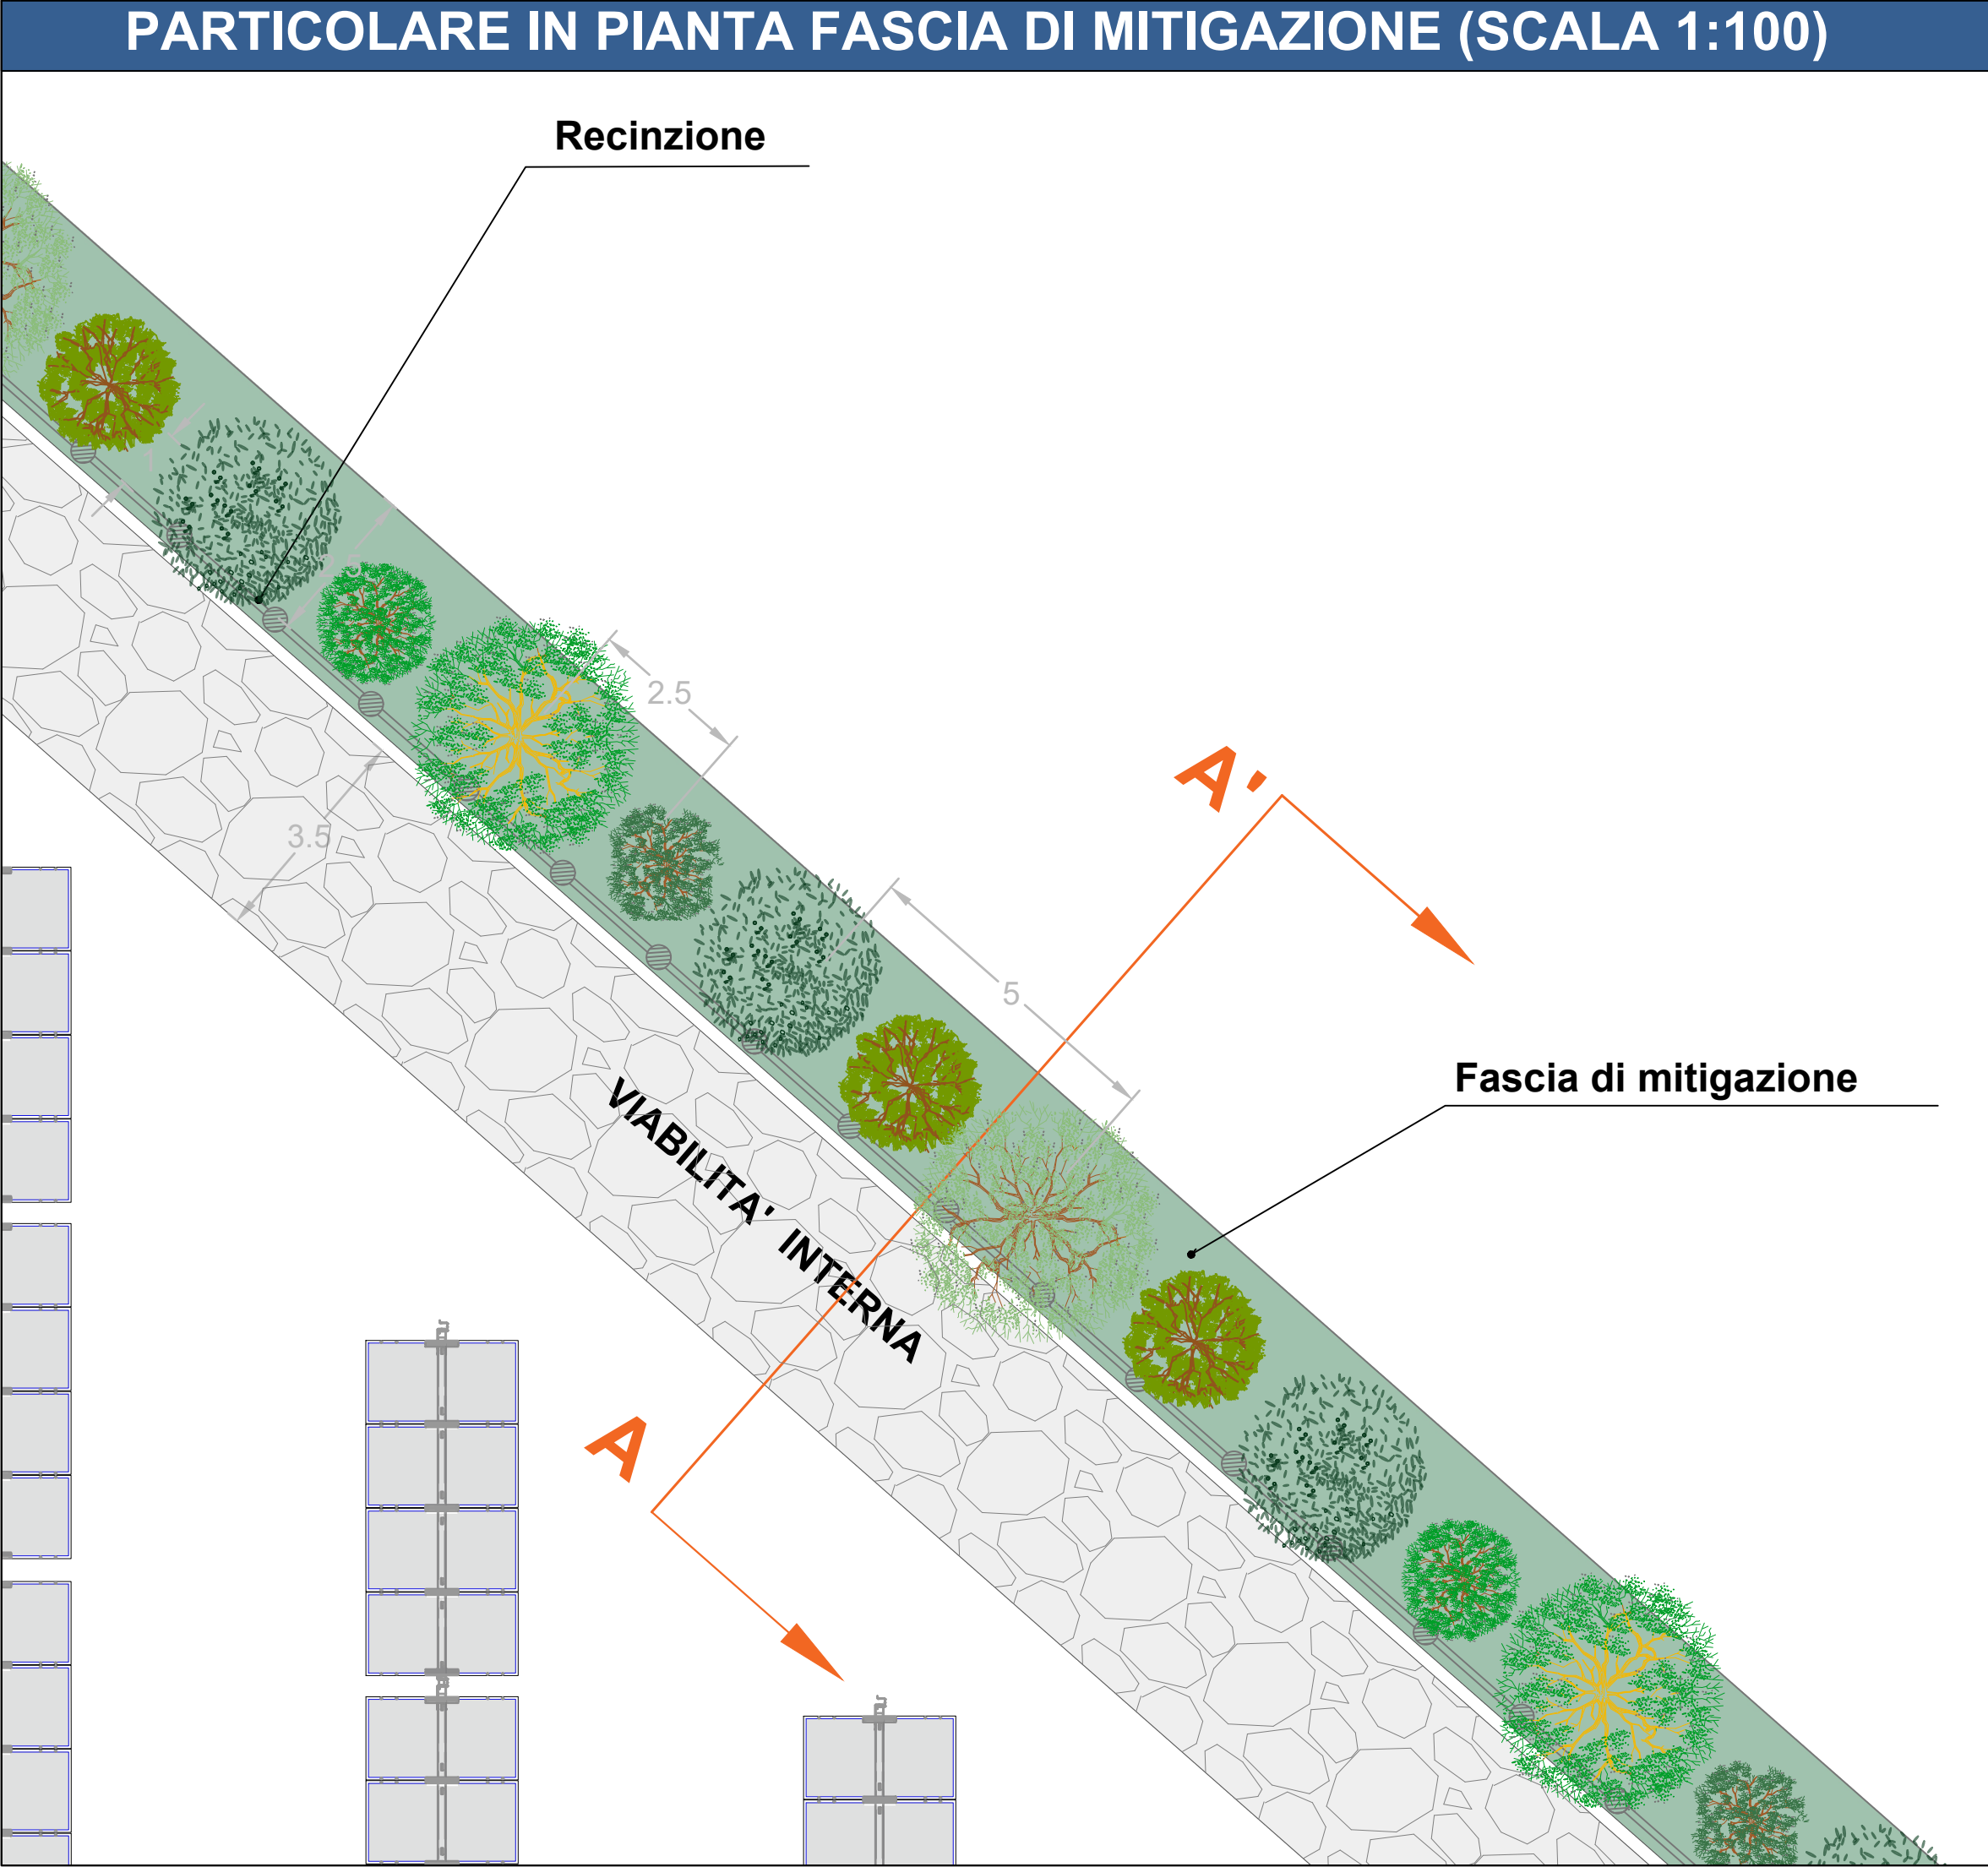 PARTICOLARE IN PIANTA FASCIA DI MITIGAZIONE (SCALA 1:100)
Recinzione
1
2.5
3.5
A'
5
Fascia di mitigazione
VIABILITA' INTERNA
A